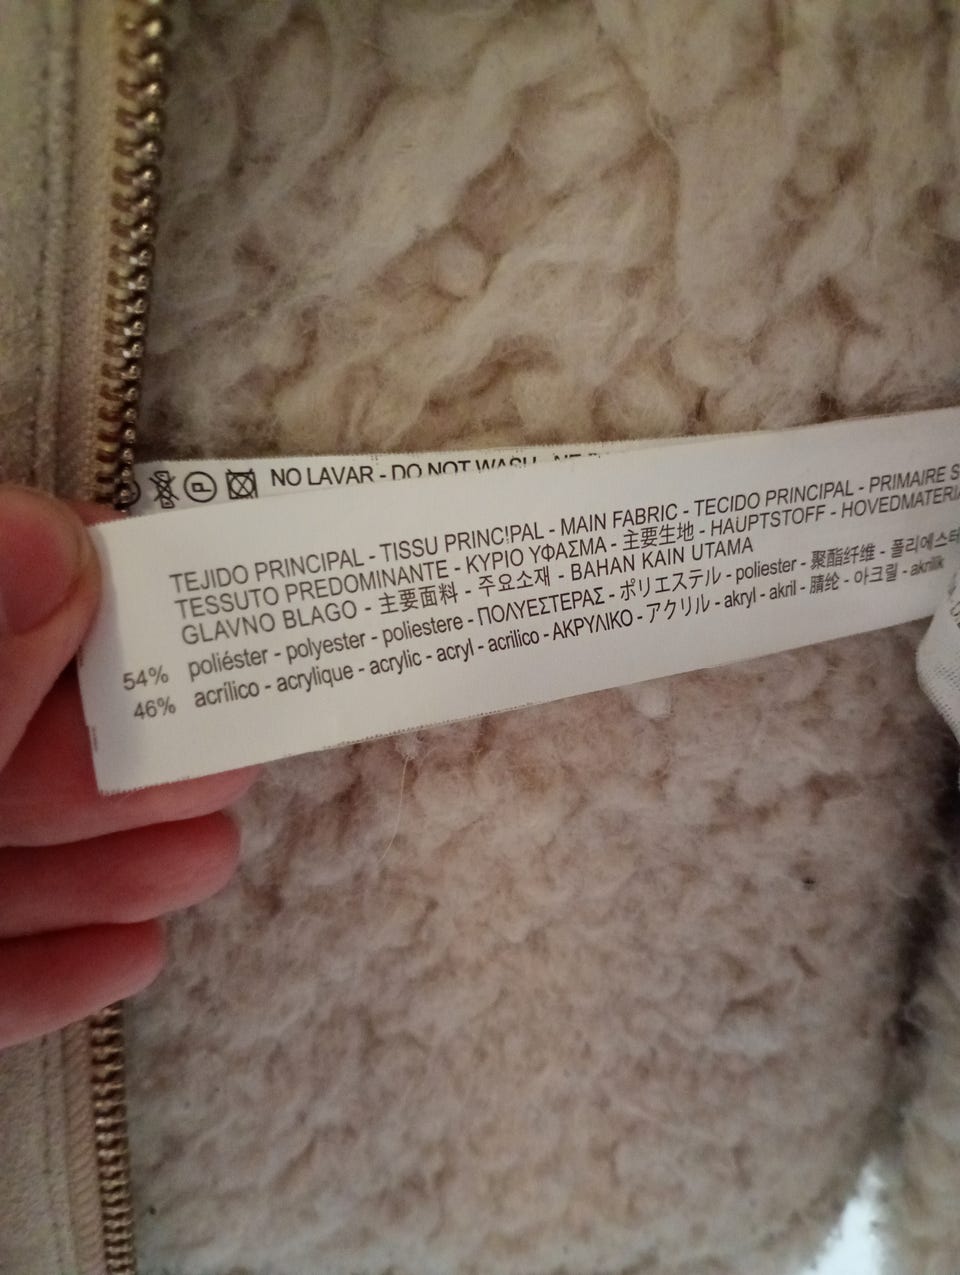 NO LAVAR - DO NOT WASH
TEJIDO PRINCIPAL - TISSU PRINCIPAL - MAIN FABRIC - TECIDO PRINCIPAL - PRIMAIRE
TESSUTO PREDOMINANTE - ΚΥΡΙΟ ΥΦΑΣΜΑ - 主要生地 - HAUPTSTOFF - HOVEDMATERIA
GLAVNO BLAGO - 主要面料 - 주요소재 - BAHAN KAIN UTAMA
54% poliéster - polyester - poliestere - ΠΟΛΥΕΣΤΕΡΑΣ - ポリエステル - poliester - 聚酯纤维 - 폴리에스터
46% acrílico - acrylique - acrylic - acryl - acrilico - ΑΚΡΥΛΙΚΟ - アクリル - akryl - akril - 腈纶 - 아크릴 - akrilik